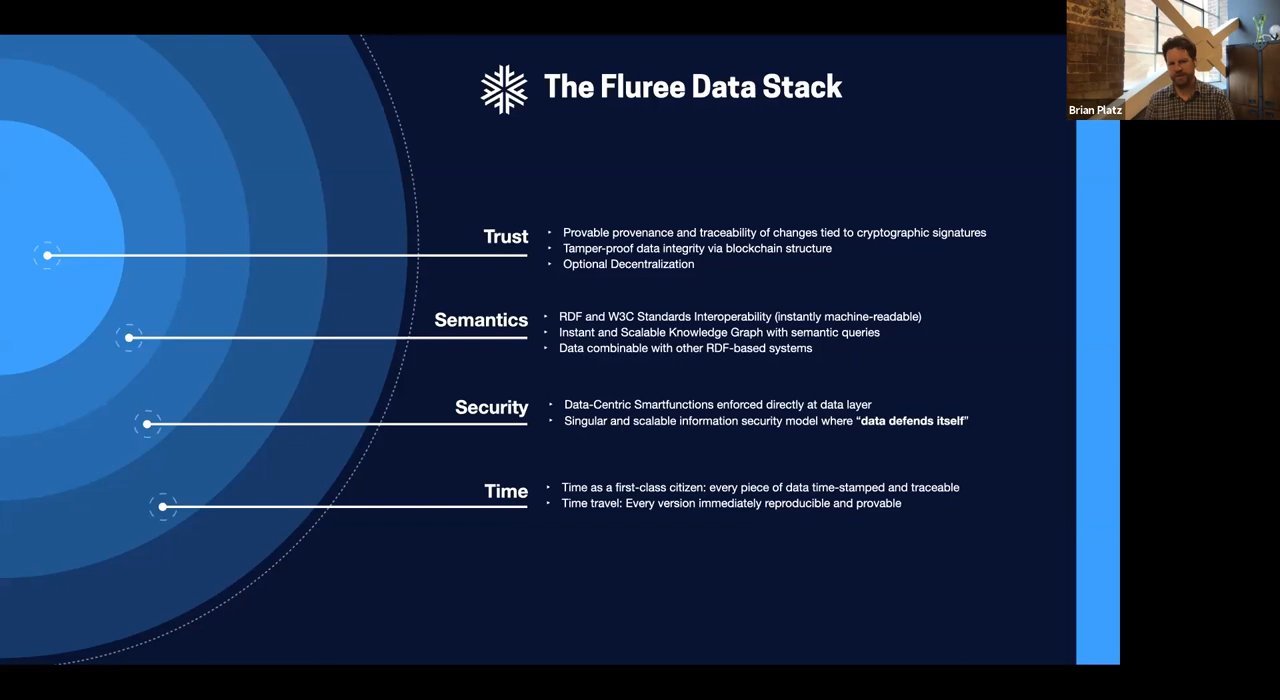 The Fluree Data Stack
Brian Platz
Trust
‣ Provable provenance and traceability of changes tied to cryptographic signatures
‣ Tamper-proof data integrity via blockchain structure
‣ Optional Decentralization
Semantics
‣ RDF and W3C Standards Interoperability (instantly machine-readable)
‣ Instant and Scalable Knowledge Graph with semantic queries
‣ Data combinable with other RDF-based systems
Security
‣ Data-Centric Smartfunctions enforced directly at data layer
‣ Singular and scalable information security model where “data defends itself”
Time
‣ Time as a first-class citizen: every piece of data time-stamped and traceable
‣ Time travel: Every version immediately reproducible and provable